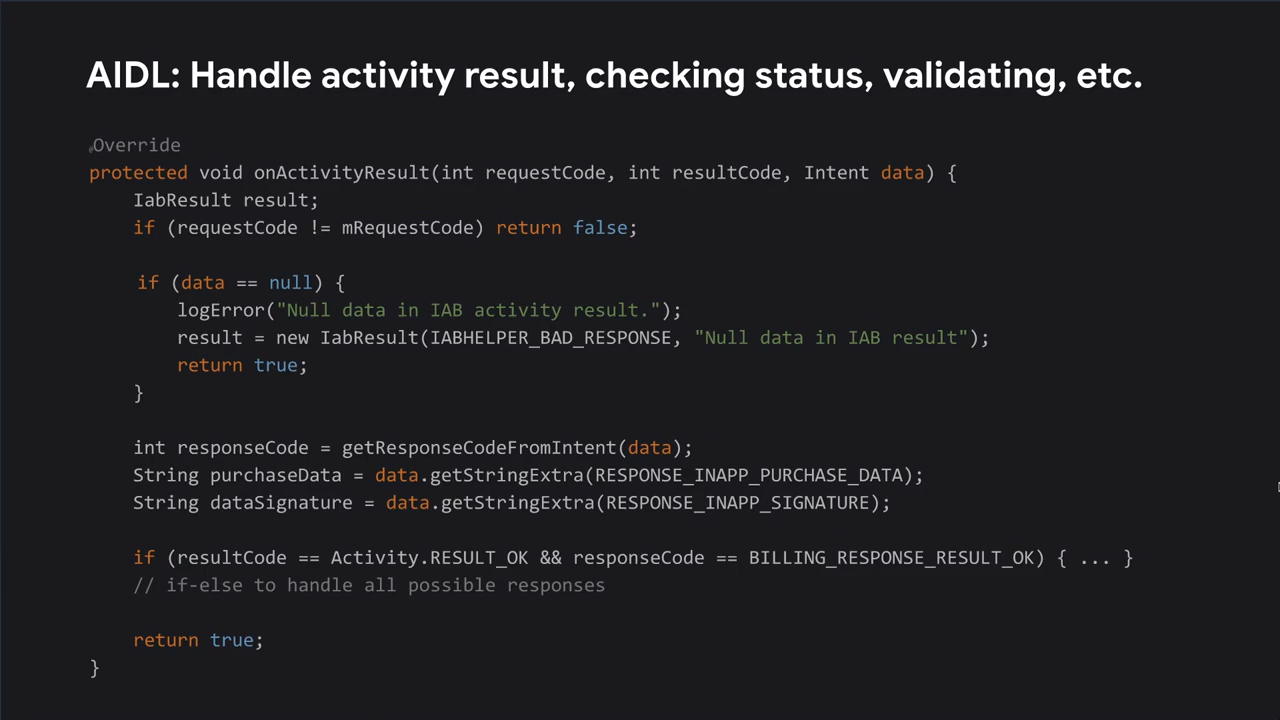 AIDL: Handle activity result, checking status, validating, etc.
Override
protected void onActivityResult(int requestCode, int resultCode, Intent data) {
    IabResult result;
    if (requestCode != mRequestCode) return false;
    if (data == null) {
        logError("Null data in IAB activity result.");
        result = new IabResult(IABHELPER_BAD_RESPONSE, "Null data in IAB result");
        return true;
    }
    int responseCode = getResponseCodeFromIntent(data);
    String purchaseData = data.getStringExtra(RESPONSE_INAPP_PURCHASE_DATA);
    String dataSignature = data.getStringExtra(RESPONSE_INAPP_SIGNATURE);
    if (resultCode == Activity.RESULT_OK && responseCode == BILLING_RESPONSE_RESULT_OK) { ... }
    // if-else to handle all possible responses
    return true;
}